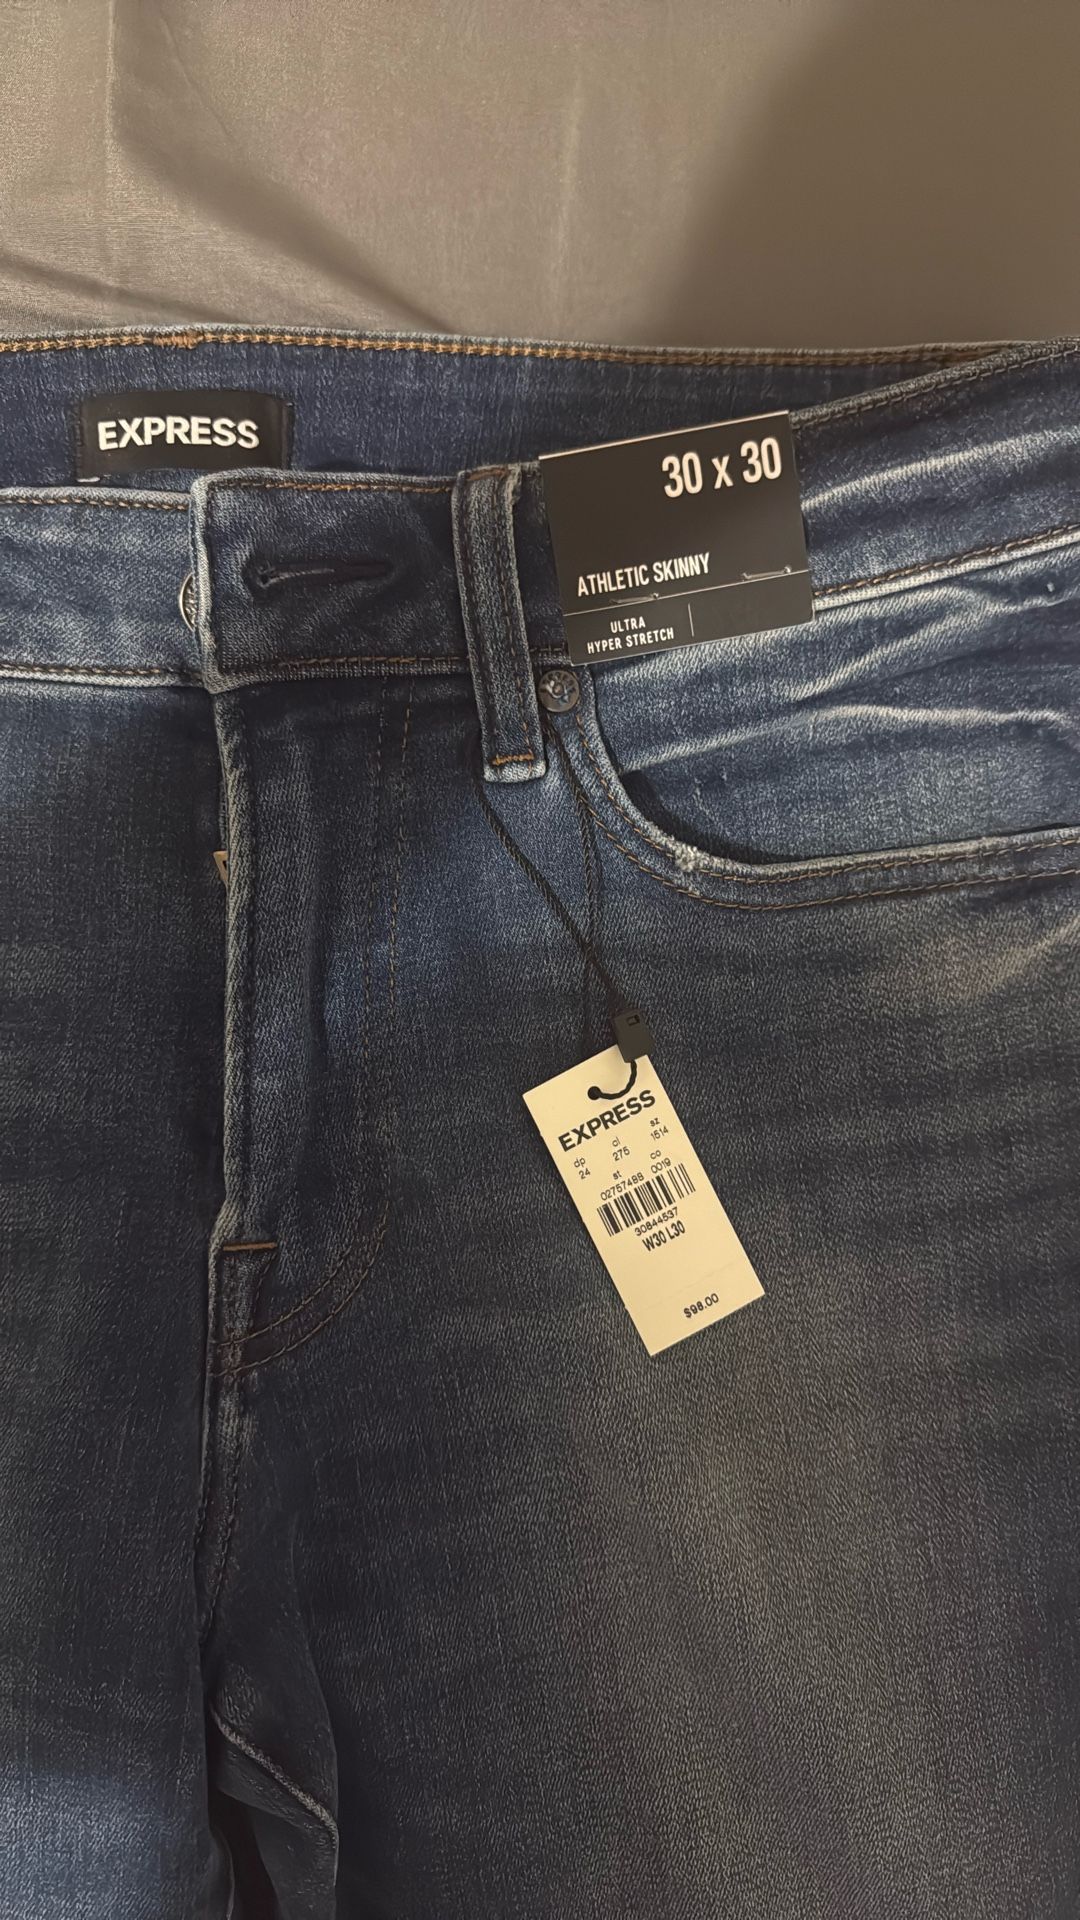 EXPRESS
30 x 30
ATHLETIC SKINNY
ULTRA
HYPER STRETCH
EXPRESS
dp cl sz
24 275 1514
st co
02757488 0019
30844537
W30 L30
$98.00